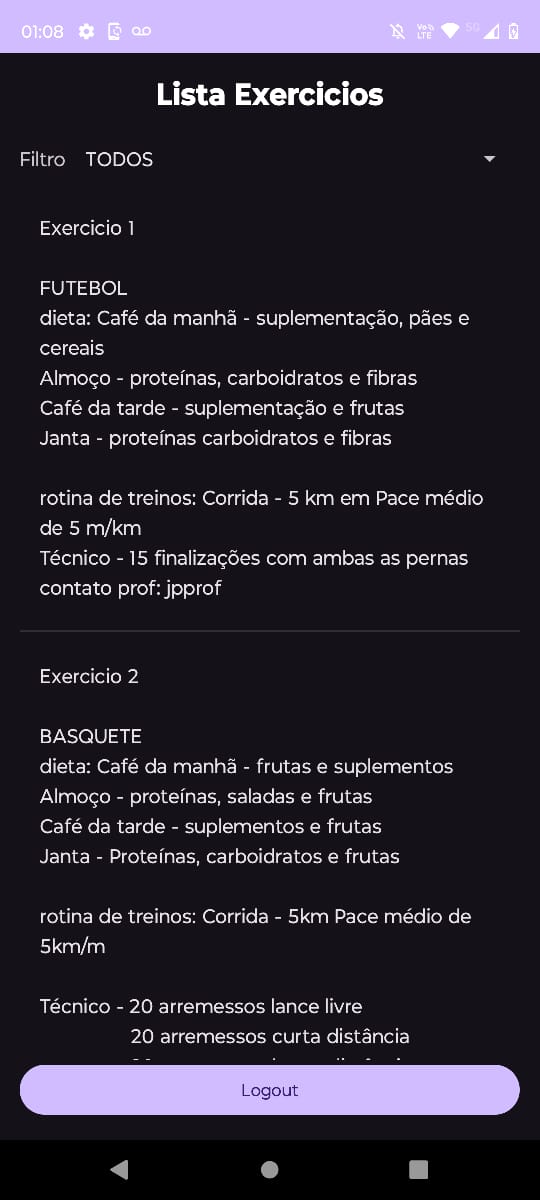 01:08
Vo))
LTE
5G
Lista Exercicios
Filtro TODOS
Exercicio 1
FUTEBOL
dieta: Café da manhã - suplementação, pães e
cereais
Almoço - proteínas, carboidratos e fibras
Café da tarde - suplementação e frutas
Janta - proteínas carboidratos e fibras
rotina de treinos: Corrida - 5 km em Pace médio
de 5 m/km
Técnico - 15 finalizações com ambas as pernas
contato prof: jpprof
Exercicio 2
BASQUETE
dieta: Café da manhã - frutas e suplementos
Almoço - proteínas, saladas e frutas
Café da tarde - suplementos e frutas
Janta - Proteínas, carboidratos e frutas
rotina de treinos: Corrida - 5km Pace médio de
5km/m
Técnico - 20 arremessos lance livre
20 arremessos curta distância
Logout